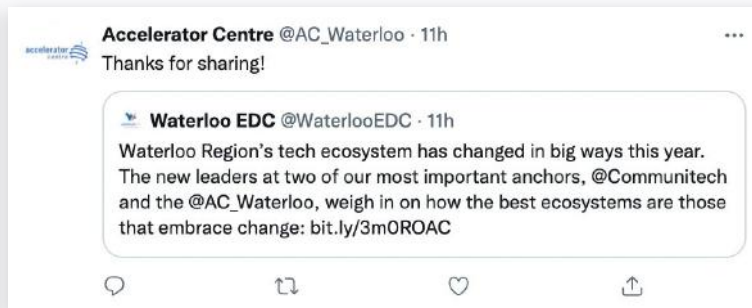 accelerator
centre
Accelerator Centre @AC_Waterloo · 11h
Thanks for sharing!
Waterloo EDC @WaterlooEDC · 11h
Waterloo Region's tech ecosystem has changed in big ways this year.
The new leaders at two of our most important anchors, @Communitech
and the @AC_Waterloo, weigh in on how the best ecosystems are those
that embrace change: bit.ly/3m0ROAC